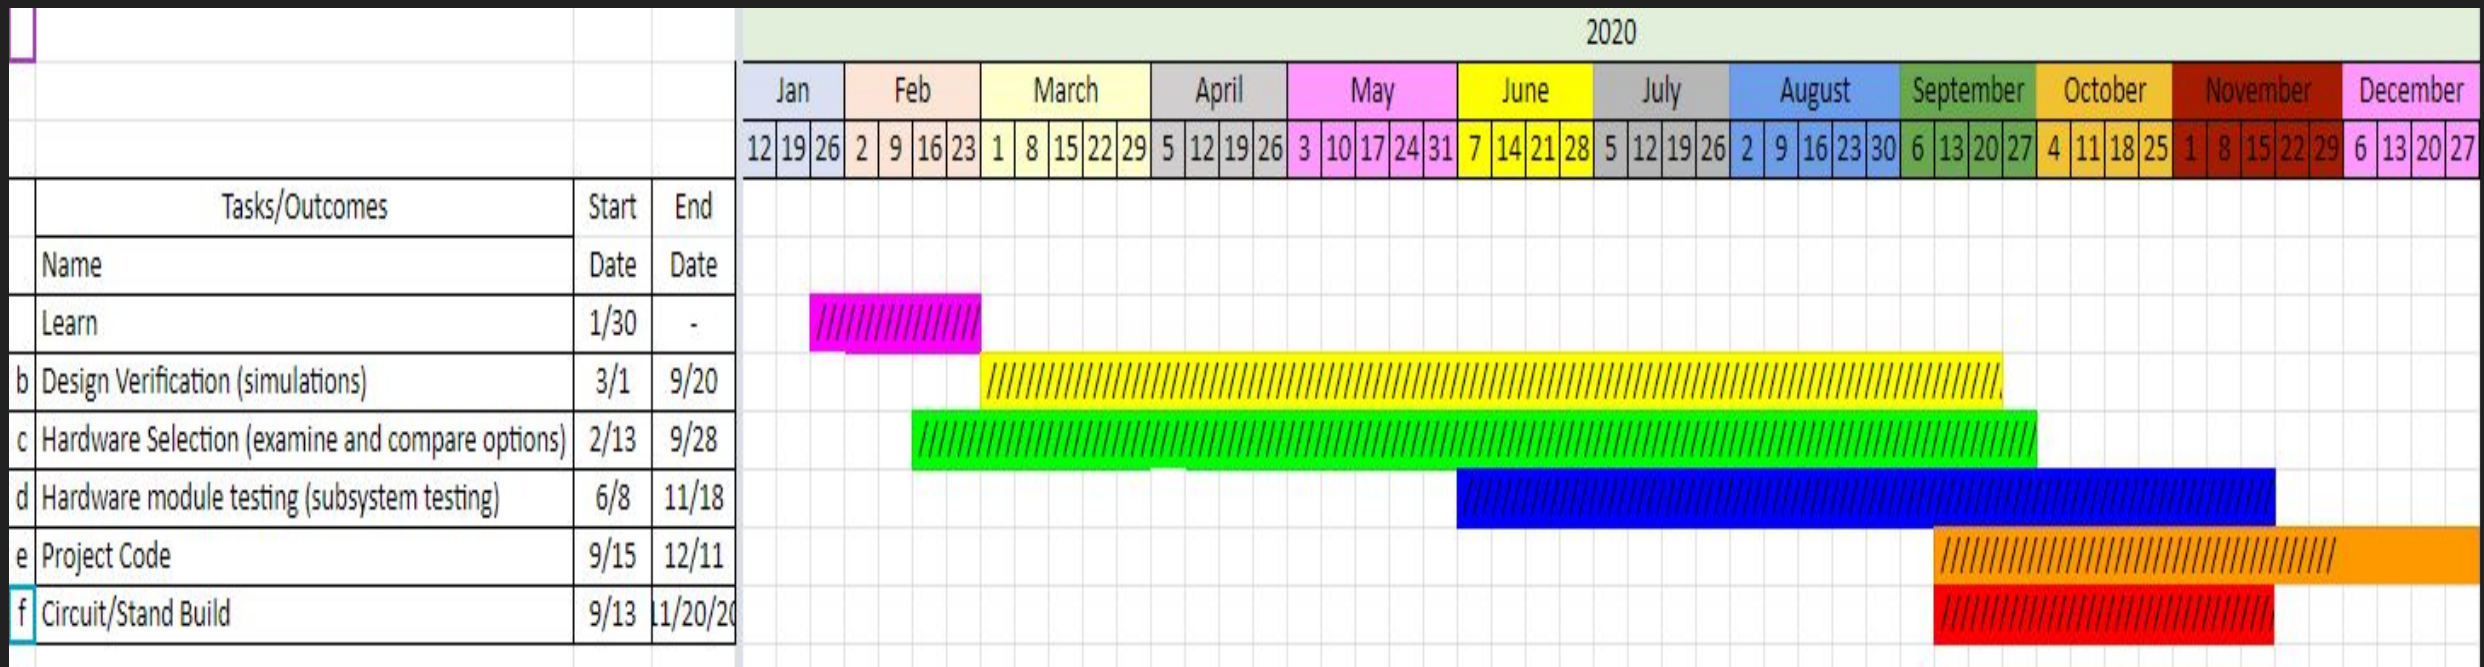 2020
Jan Feb March April May June July August September October November December
12 19 26 2 9 16 23 1 8 15 22 29 5 12 19 26 3 10 17 24 31 7 14 21 28 5 12 19 26 2 9 16 23 30 6 13 20 27 4 11 18 25 1 8 15 22 29 6 13 20 27
Tasks/Outcomes Start End
Name Date Date
Learn 1/30 -
b Design Verification (simulations) 3/1 9/20
c Hardware Selection (examine and compare options) 2/13 9/28
d Hardware module testing (subsystem testing) 6/8 11/18
e Project Code 9/15 12/11
f Circuit/Stand Build 9/13 11/20/20